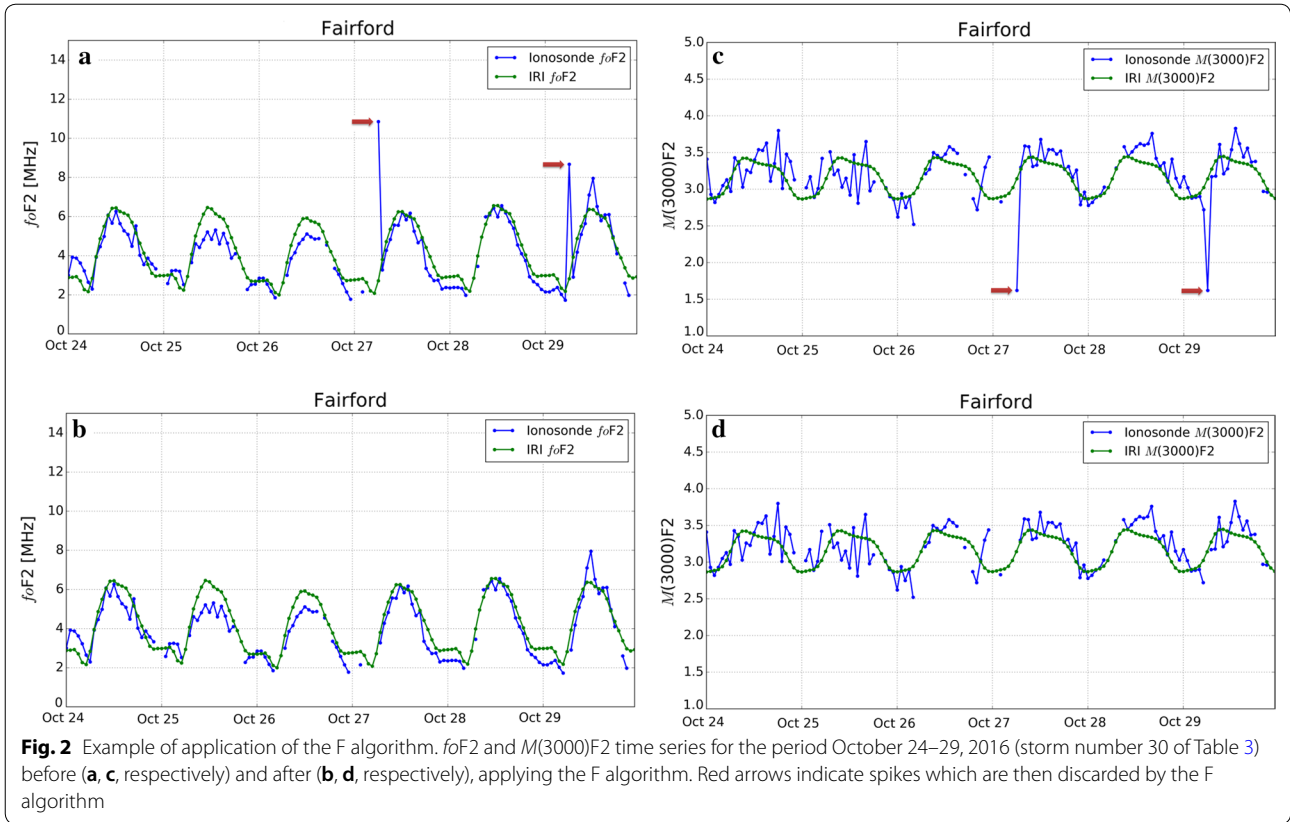 Fairford
a
Ionosonde foF2
IRI foF2
foF2 [MHz]
14
12
10
8
6
4
2
0
Oct 24 Oct 25 Oct 26 Oct 27 Oct 28 Oct 29
Fairford
c
Ionosonde M(3000)F2
IRI M(3000)F2
M(3000)F2
5.0
4.5
4.0
3.5
3.0
2.5
2.0
1.5
1.0
Oct 24 Oct 25 Oct 26 Oct 27 Oct 28 Oct 29
Fairford
b
Ionosonde foF2
IRI foF2
foF2 [MHz]
14
12
10
8
6
4
2
0
Oct 24 Oct 25 Oct 26 Oct 27 Oct 28 Oct 29
Fairford
d
Ionosonde M(3000)F2
IRI M(3000)F2
M(3000)F2
5.0
4.5
4.0
3.5
3.0
2.5
2.0
1.5
1.0
Oct 24 Oct 25 Oct 26 Oct 27 Oct 28 Oct 29
Fig. 2 Example of application of the F algorithm. foF2 and M(3000)F2 time series for the period October 24–29, 2016 (storm number 30 of Table 3)
before (a, c, respectively) and after (b, d, respectively), applying the F algorithm. Red arrows indicate spikes which are then discarded by the F
algorithm